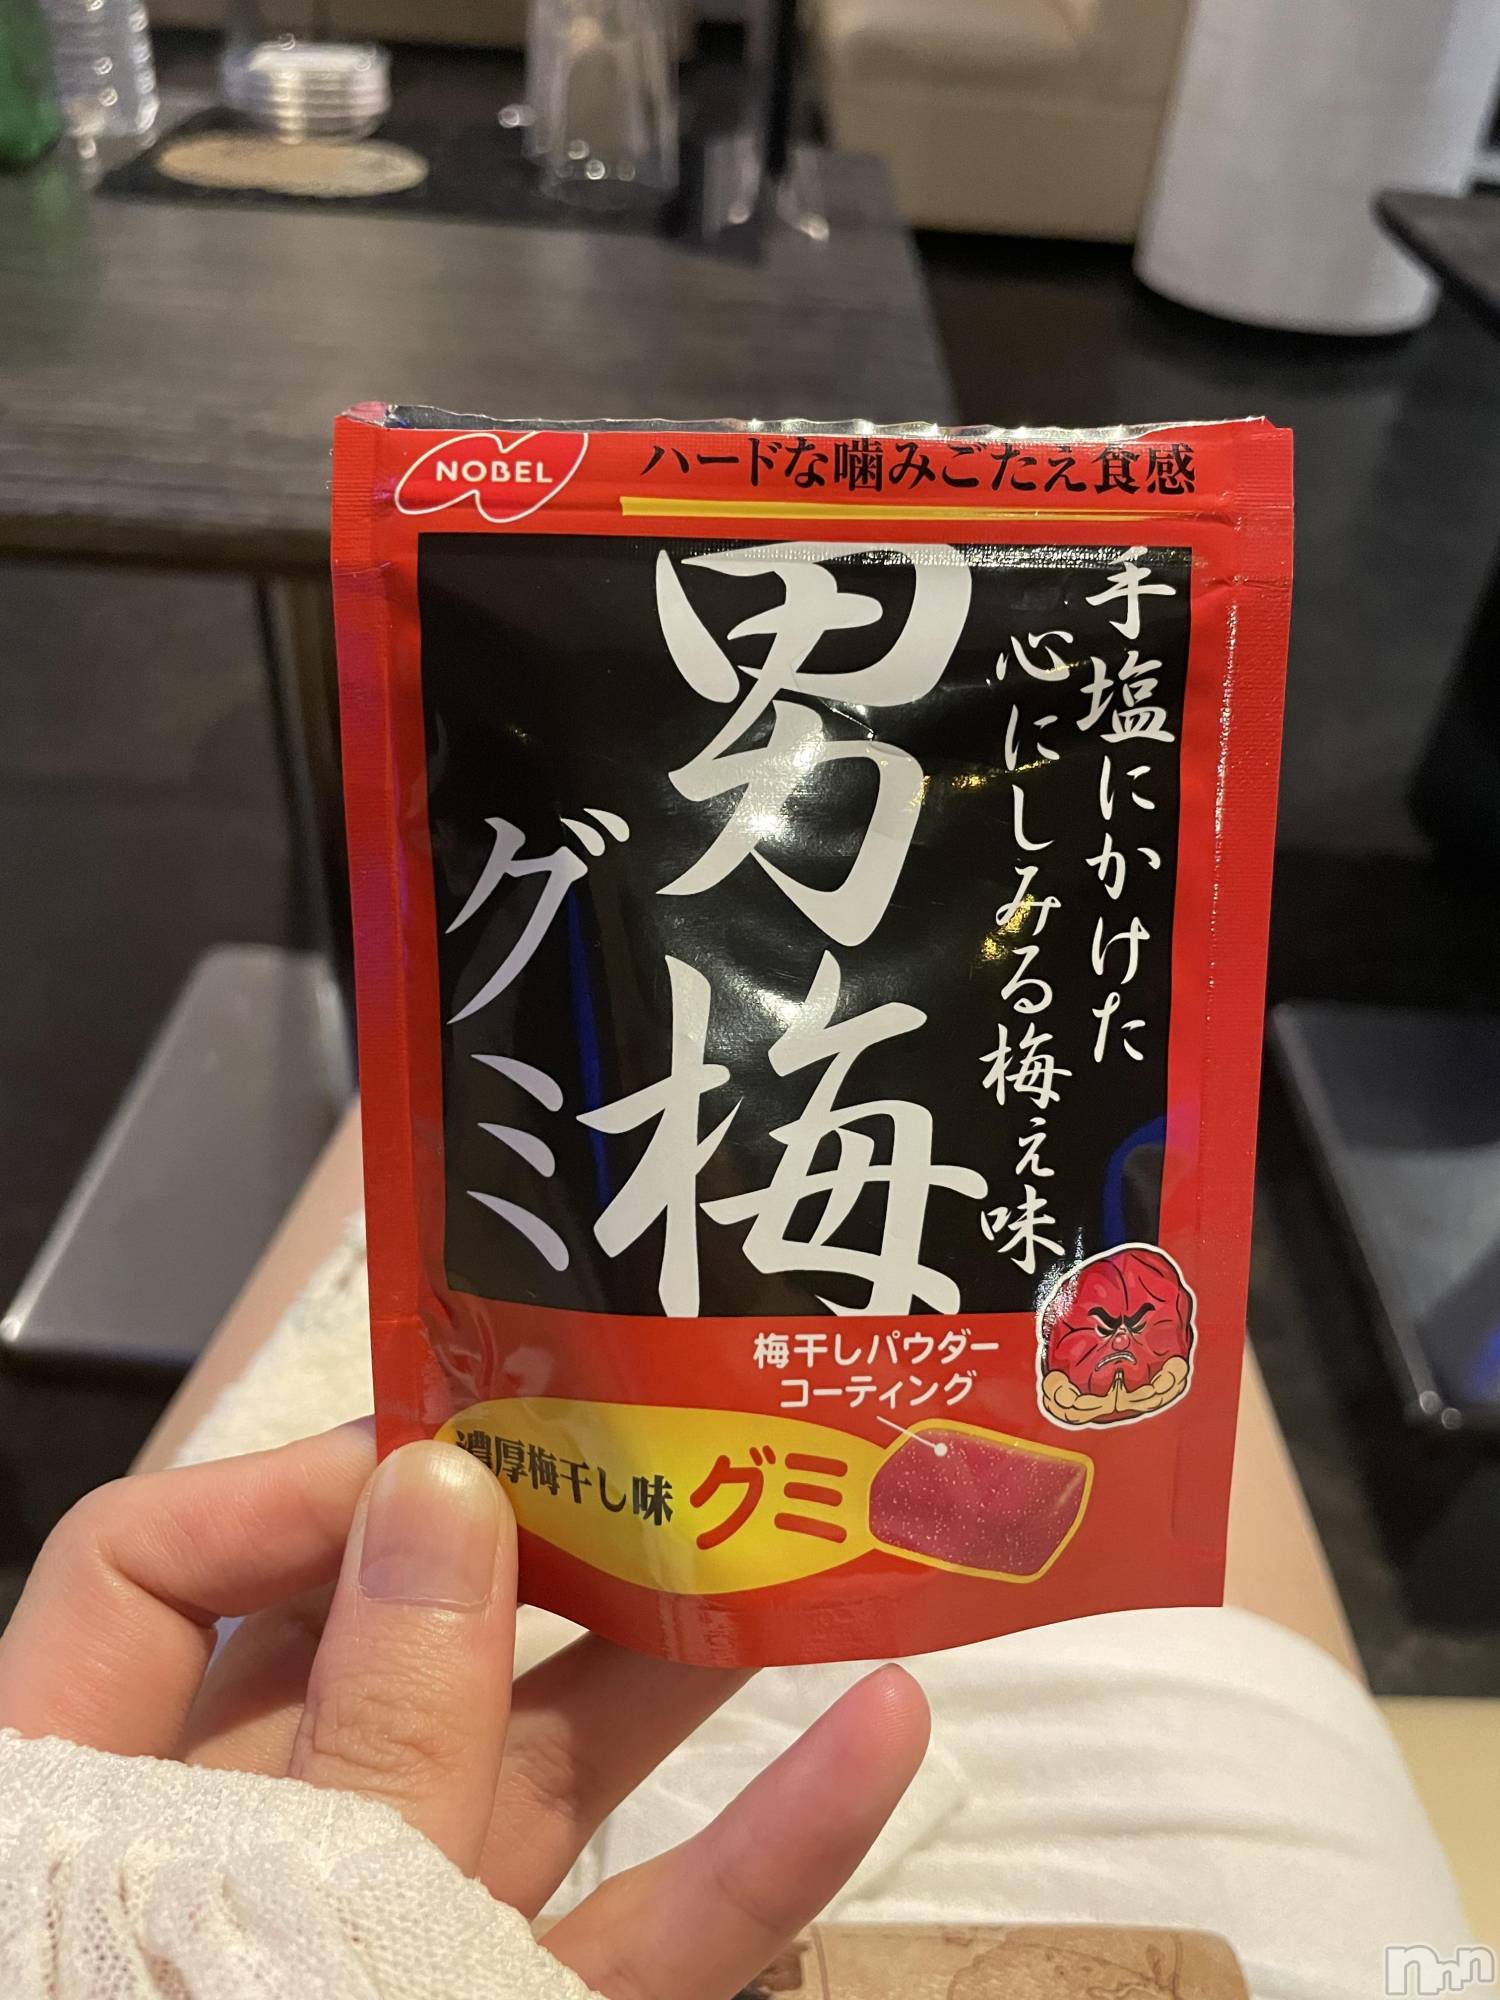 NOBEL
ハードな噛みごたえ食感
手塩にかけた
心にしみる梅ぇ味
男梅
グミ
梅干しパウダー
コーティング
濃厚梅干し味 グミ
nnn